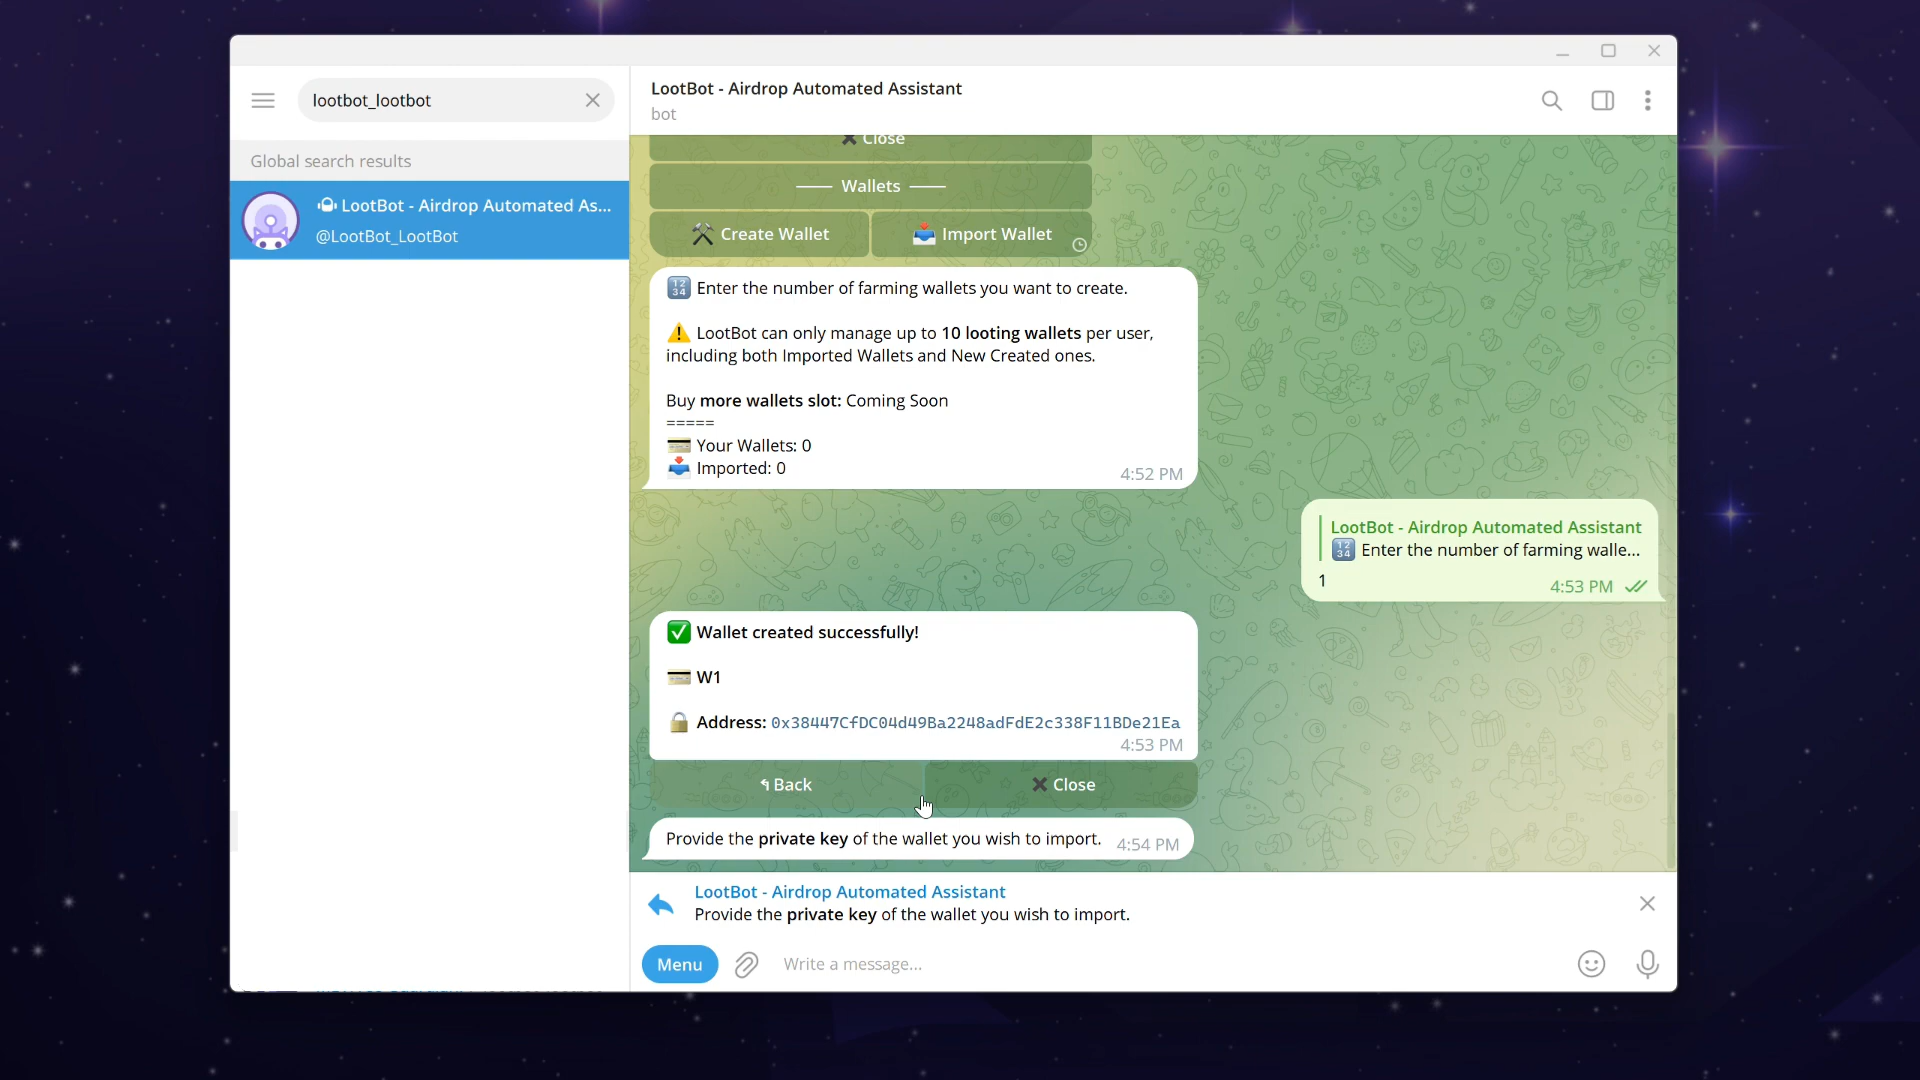 lootbot_lootbot
Global search results
LootBot - Airdrop Automated As...
@LootBot_LootBot
LootBot - Airdrop Automated Assistant
bot
Close
Wallets
Create Wallet
Import Wallet
Enter the number of farming wallets you want to create.
LootBot can only manage up to 10 looting wallets per user,
including both Imported Wallets and New Created ones.
Buy more wallets slot: Coming Soon
=====
Your Wallets: 0
Imported: 0
4:52 PM
LootBot - Airdrop Automated Assistant
Enter the number of farming walle...
1
4:53 PM
Wallet created successfully!
W1
Address: 0x38447CfDC04d49Ba2248adFdE2c338F11BDe21Ea
4:53 PM
Back
Close
Provide the private key of the wallet you wish to import.
4:54 PM
LootBot - Airdrop Automated Assistant
Provide the private key of the wallet you wish to import.
Menu
Write a message...